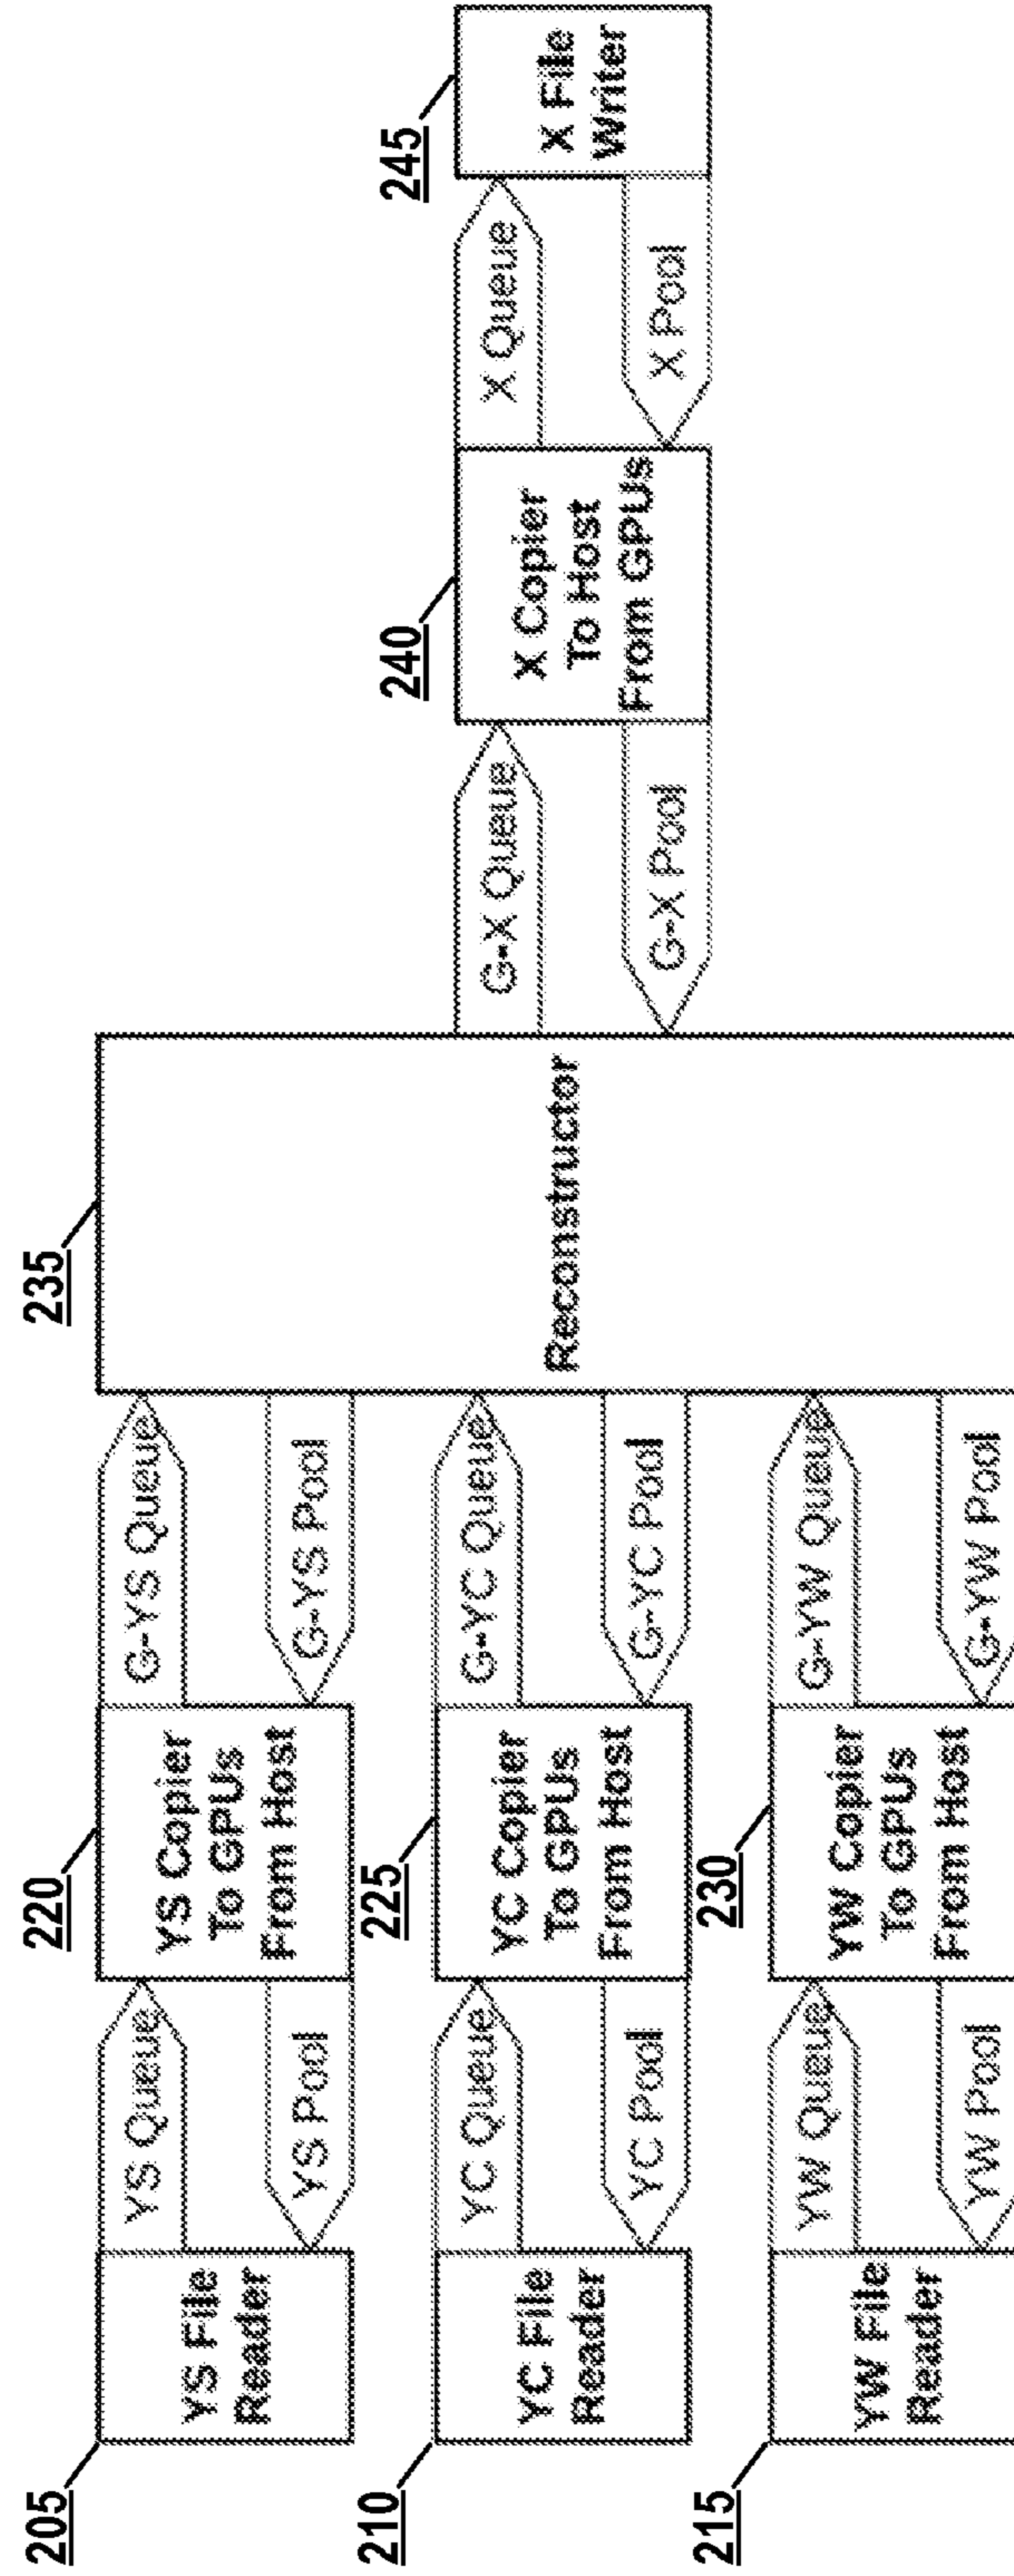 205
YS File
Reader
YS Queue
YS Pool
220
YS Copier
To GPUs
From Host
G-YS Queue
G-YS Pool
210
YC File
Reader
YC Queue
YC Pool
225
YC Copier
To GPUs
From Host
G-YC Queue
G-YC Pool
215
YW File
Reader
YW Queue
YW Pool
230
YW Copier
To GPUs
From Host
G-YW Queue
G-YW Pool
235
Reconstructor
G-X Queue
G-X Pool
240
X Copier
To Host
From GPUs
X Queue
X Pool
245
X File
Writer